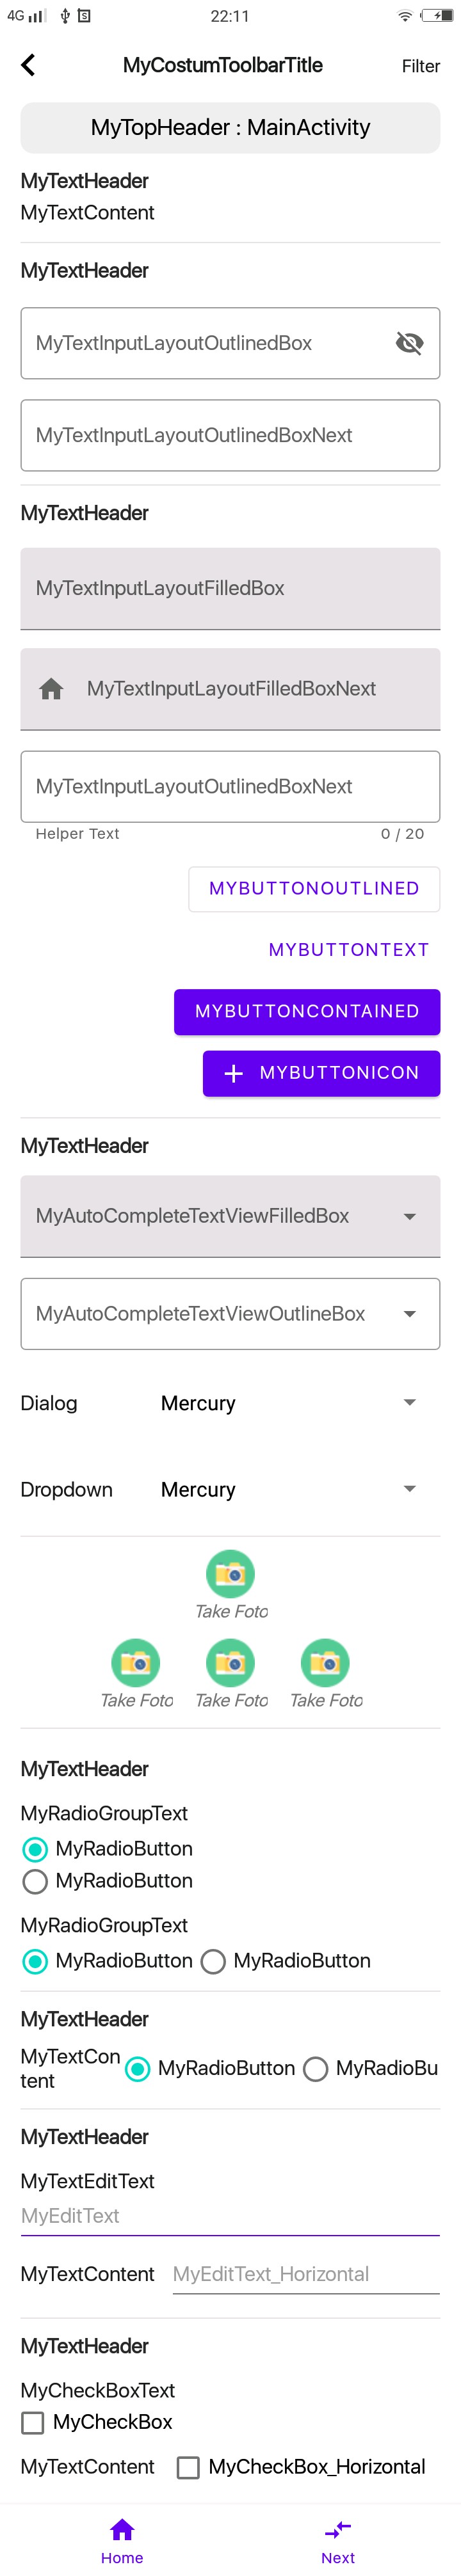 4G 22:11
MyCostumToolbarTitle Filter
MyTopHeader : MainActivity
MyTextHeader
MyTextContent
MyTextHeader
MyTextInputLayoutOutlinedBox
MyTextInputLayoutOutlinedBoxNext
MyTextHeader
MyTextInputLayoutFilledBox
MyTextInputLayoutFilledBoxNext
MyTextInputLayoutOutlinedBoxNext
Helper Text 0 / 20
MYBUTTONOUTLINED
MYBUTTONTEXT
MYBUTTONCONTAINED
MYBUTTONICON
MyTextHeader
MyAutoCompleteTextViewFilledBox
MyAutoCompleteTextViewOutlineBox
Dialog Mercury
Dropdown Mercury
Take Foto
Take Foto Take Foto Take Foto
MyTextHeader
MyRadioGroupText
MyRadioButton
MyRadioButton
MyRadioGroupText
MyRadioButton MyRadioButton
MyTextHeader
MyTextCon
tent MyRadioButton MyRadioBu
MyTextHeader
MyTextEditText
MyEditText
MyTextContent MyEditText_Horizontal
MyTextHeader
MyCheckBoxText
MyCheckBox
MyTextContent MyCheckBox_Horizontal
Home Next